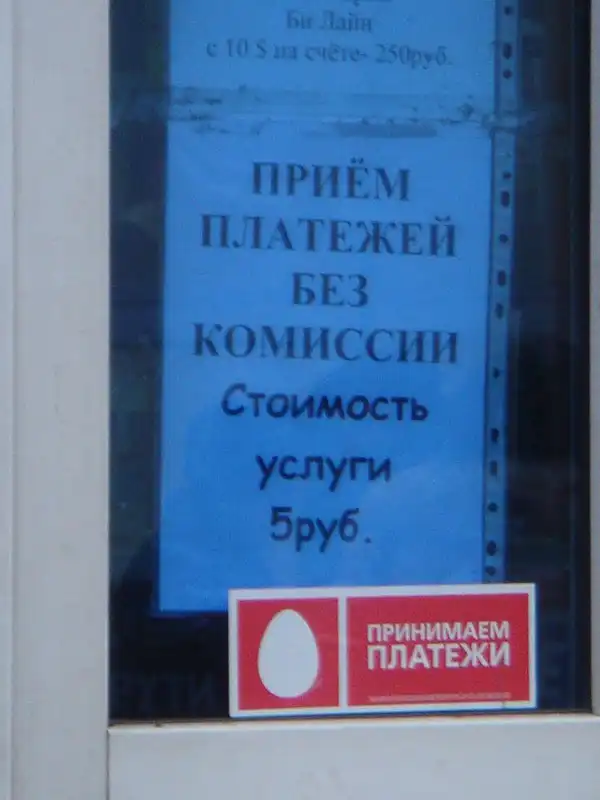 Би Лайн
с 10 $ на счёте- 250руб.
ПРИЁМ
ПЛАТЕЖЕЙ
БЕЗ
КОМИССИИ
Стоимость
услуги
5руб.
ПРИНИМАЕМ
ПЛАТЕЖИ